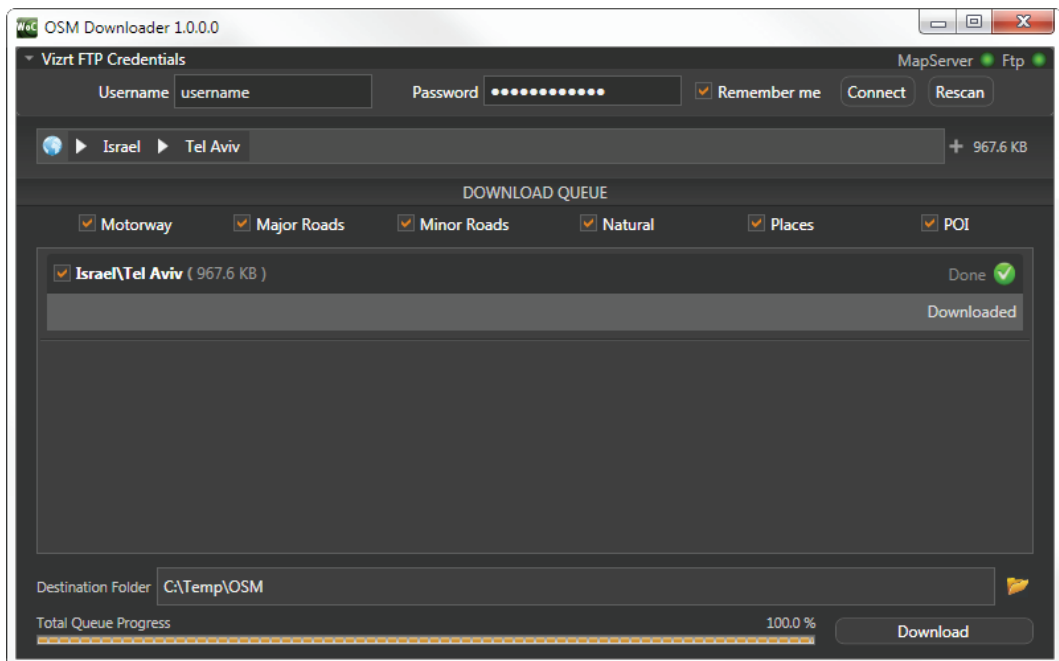 WoC OSM Downloader 1.0.0.0
Vizrt FTP Credentials MapServer Ftp
Username username Password ●●●●●●●●●●●● Remember me Connect Rescan
Israel Tel Aviv + 967.6 KB
DOWNLOAD QUEUE
Motorway Major Roads Minor Roads Natural Places POI
Israel\Tel Aviv ( 967.6 KB ) Done
Downloaded
Destination Folder C:\Temp\OSM
Total Queue Progress 100.0 % Download